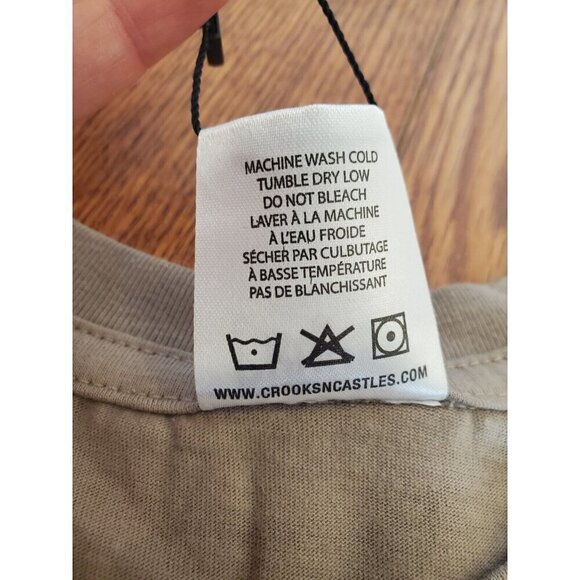 MACHINE WASH COLD
TUMBLE DRY LOW
DO NOT BLEACH
LAVER À LA MACHINE
À L'EAU FROIDE
SÉCHER PAR CULBUTAGE
À BASSE TEMPÉRATURE
PAS DE BLANCHISSANT
WWW.CROOKSNCASTLES.COM